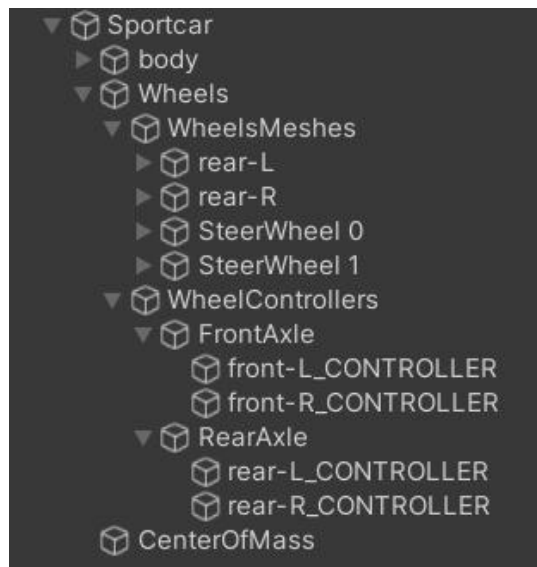 Sportcar
body
Wheels
WheelsMeshes
rear-L
rear-R
SteerWheel 0
SteerWheel 1
WheelControllers
FrontAxle
front-L_CONTROLLER
front-R_CONTROLLER
RearAxle
rear-L_CONTROLLER
rear-R_CONTROLLER
CenterOfMass